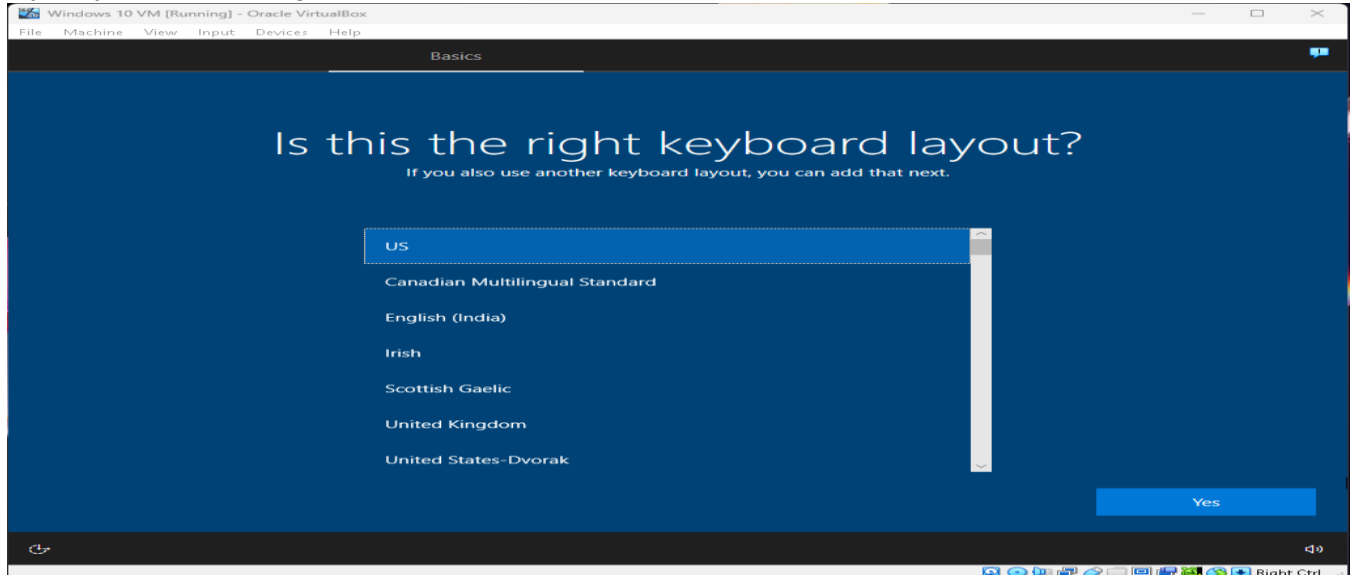 Windows 10 VM [Running] - Oracle VirtualBox
File Machine View Input Devices Help
Basics
Is this the right keyboard layout?
If you also use another keyboard layout, you can add that next.
US
Canadian Multilingual Standard
English (India)
Irish
Scottish Gaelic
United Kingdom
United States-Dvorak
Yes
Right Ctrl